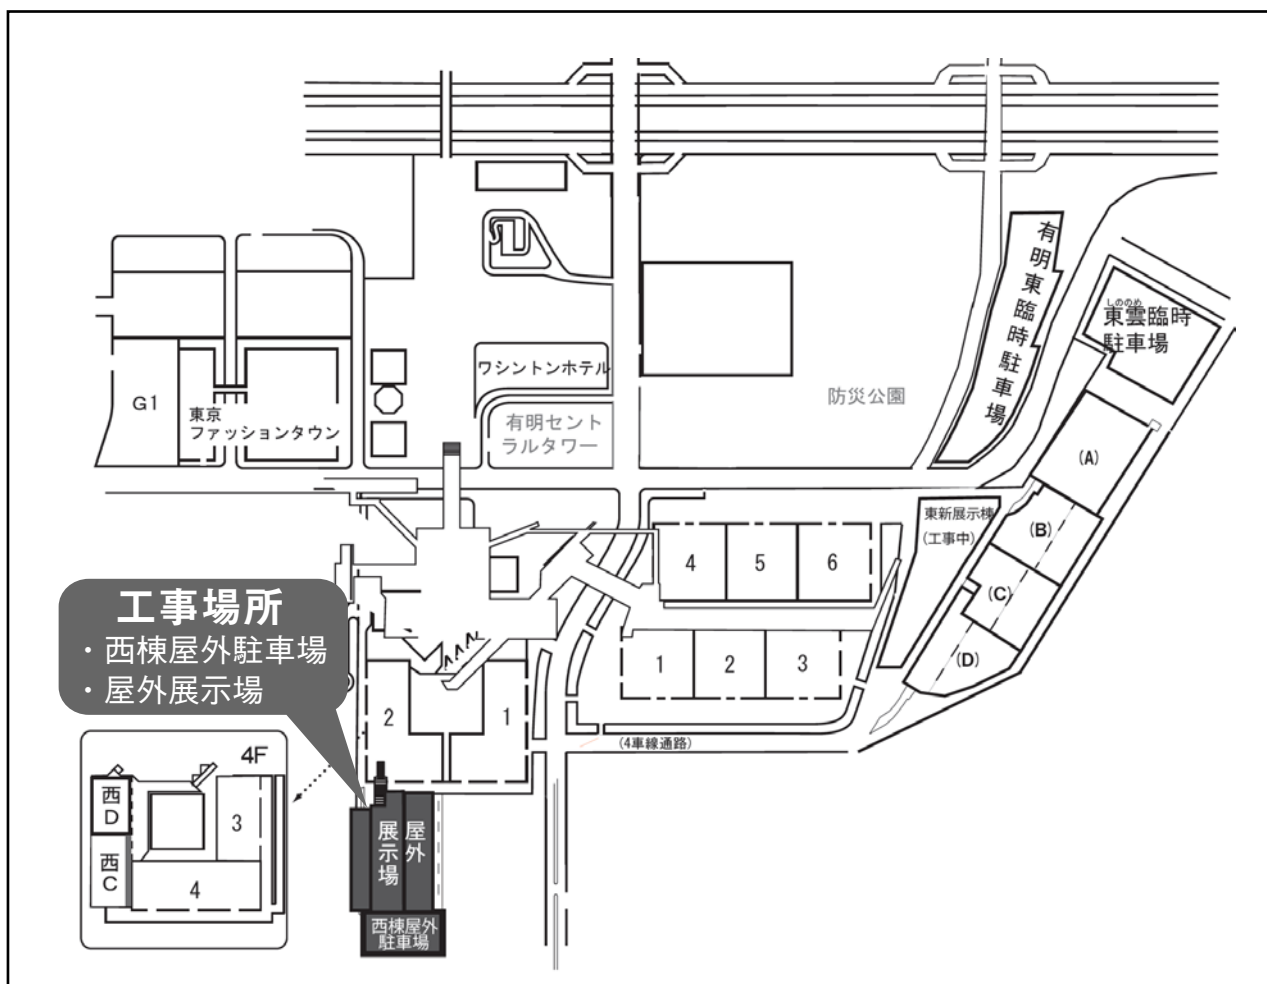 有明東臨時駐車場
しののめ
東雲臨時
駐車場
ワシントンホテル
防災公園
G1
東京
ファッションタウン
有明セント
ラルタワー
(A)
(B)
(C)
(D)
東新展示棟
(工事中)
4
5
6
1
2
3
工事場所
・西棟屋外駐車場
・屋外展示場
2
1
(4車線通路)
4F
西D
3
西C
4
屋外
展示場
西棟屋外
駐車場